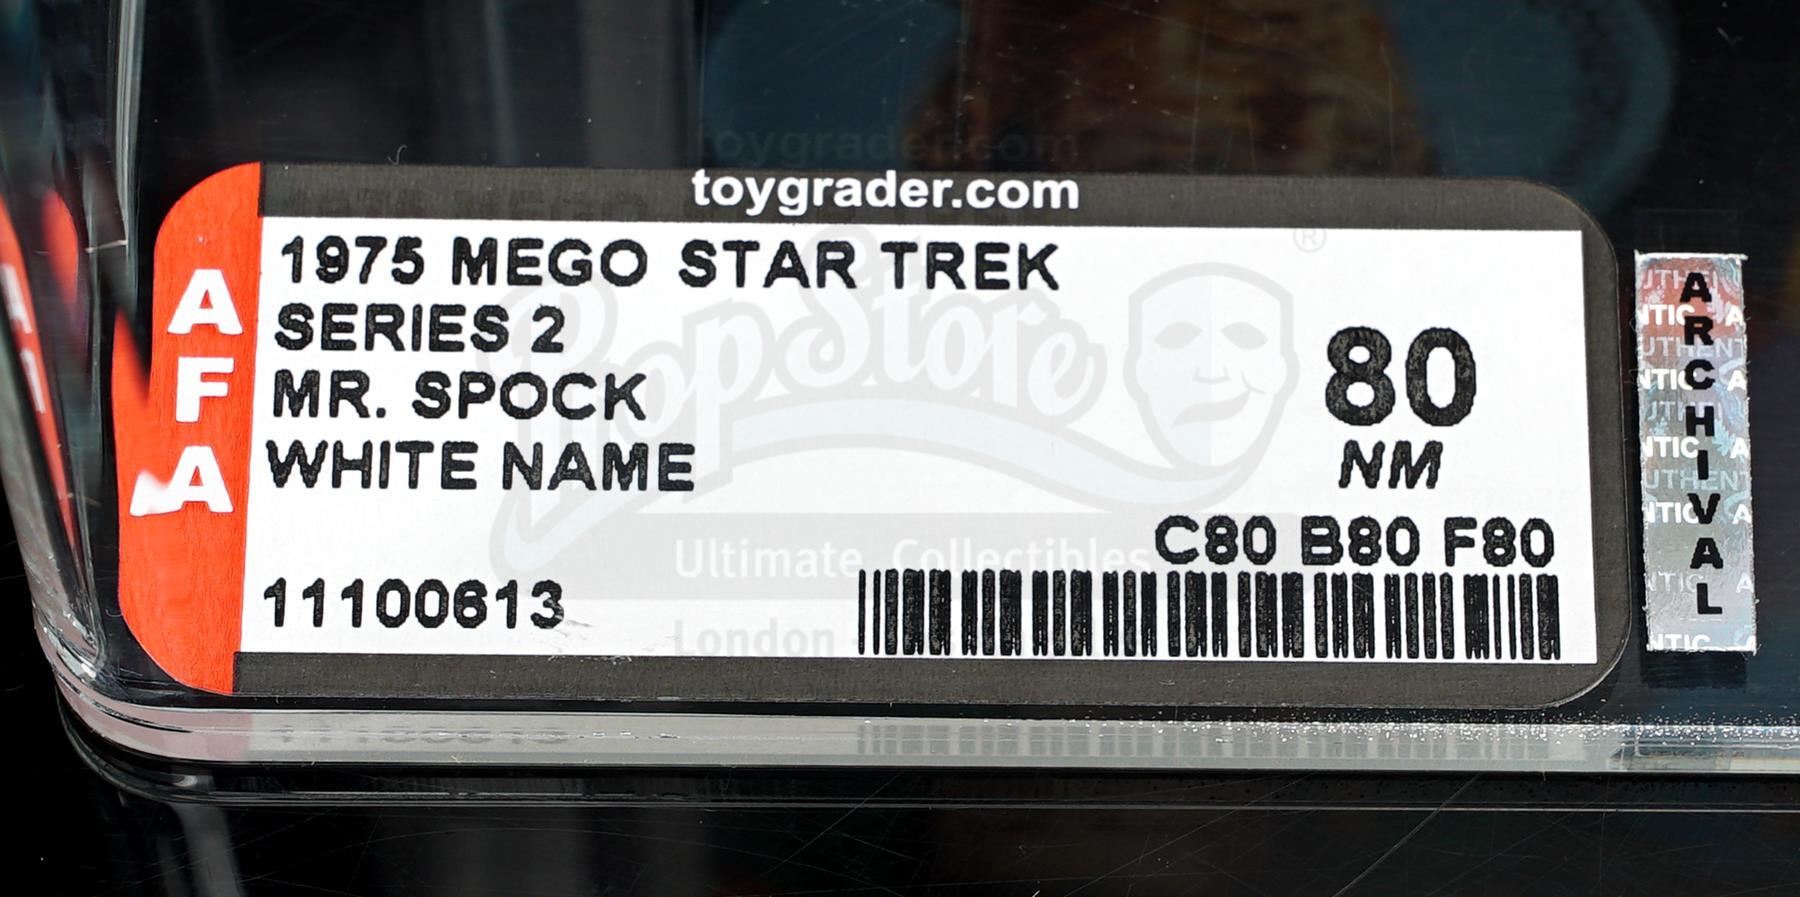 toygrader.com
AFA
1975 MEGO STAR TREK
SERIES 2
MR. SPOCK
WHITE NAME
80
NM
C80 B80 F80
11100613
ARCHIVAL
PropStore
®
Ultimate Collectibles
London